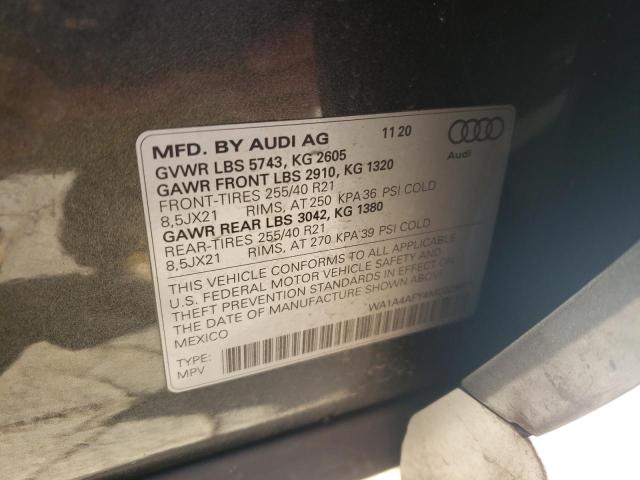 MFD. BY AUDI AG 11 20
GVWR LBS 5743, KG 2605
GAWR FRONT LBS 2910, KG 1320
FRONT-TIRES 255/40 R21
8,5JX21 RIMS, AT 250 KPA 36 PSI COLD
GAWR REAR LBS 3042, KG 1380
REAR-TIRES 255/40 R21
8,5JX21 RIMS, AT 270 KPA 39 PSI COLD
Audi
THIS VEHICLE CONFORMS TO ALL APPLICABLE
U.S. FEDERAL MOTOR VEHICLE SAFETY AND
THEFT PREVENTION STANDARDS IN EFFECT ON
THE DATE OF MANUFACTURE SHOWN ABOVE
MEXICO
TYPE:
MPV